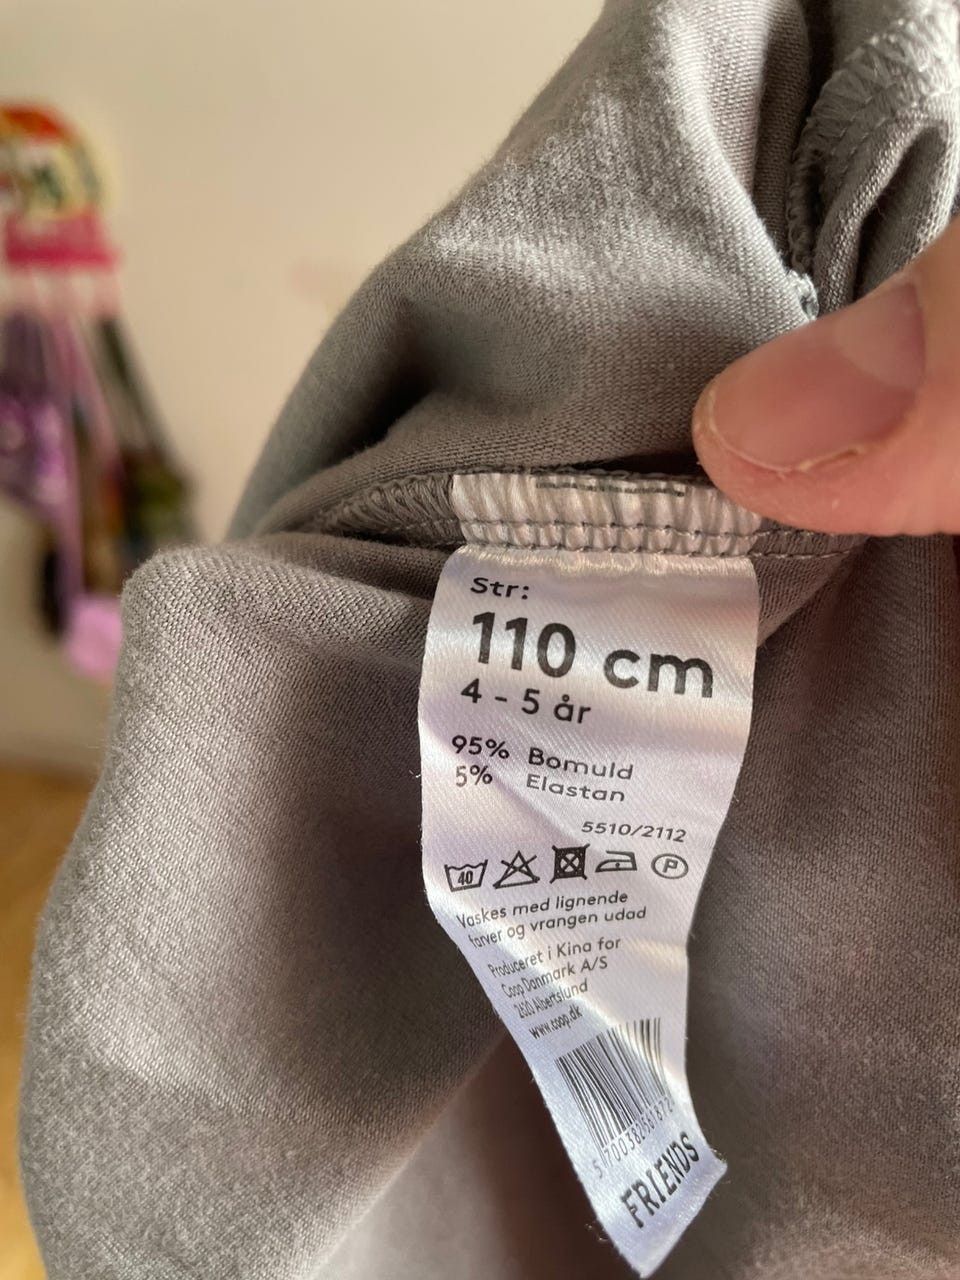 Str:
110 cm
4 - 5 år
95% Bomuld
5% Elastan
5510/2112
40
P
Vaskes med lignende
farver og vrangen udad
Produceret i Kina for
Coop Danmark A/S
2620 Albertslund
www.coop.dk
FRIENDS